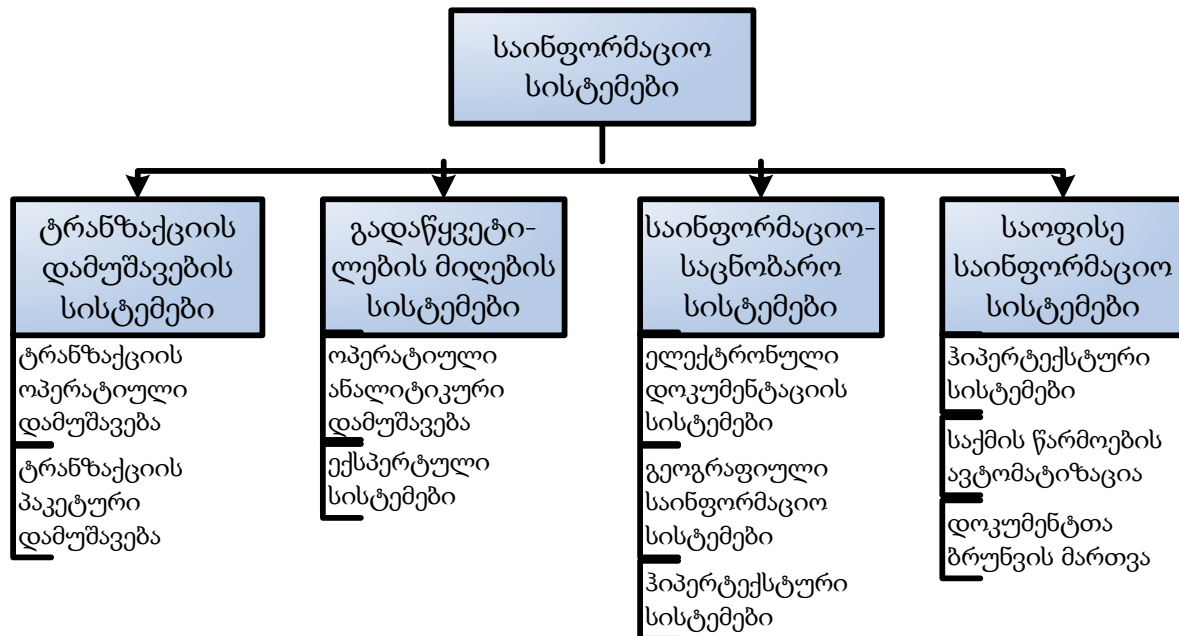 საინფორმაციო
სისტემები
ტრანზაქციის
დამუშავების
სისტემები
ტრანზაქციის
ოპერატიული
დამუშავება
ტრანზაქციის
პაკეტური
დამუშავება
გადაწყვეტი-
ლების მიღების
სისტემები
ოპერატიული
ანალიტიკური
დამუშავება
ექსპერტული
სისტემები
საინფორმაციო-
საცნობარო
სისტემები
ელექტრონული
დოკუმენტაციის
სისტემები
გეოგრაფიული
საინფორმაციო
სისტემები
ჰიპერტექსტური
სისტემები
საოფისე
საინფორმაციო
სისტემები
ჰიპერტექსტური
სისტემები
საქმის წარმოების
ავტომატიზაცია
დოკუმენტთა
ბრუნვის მართვა